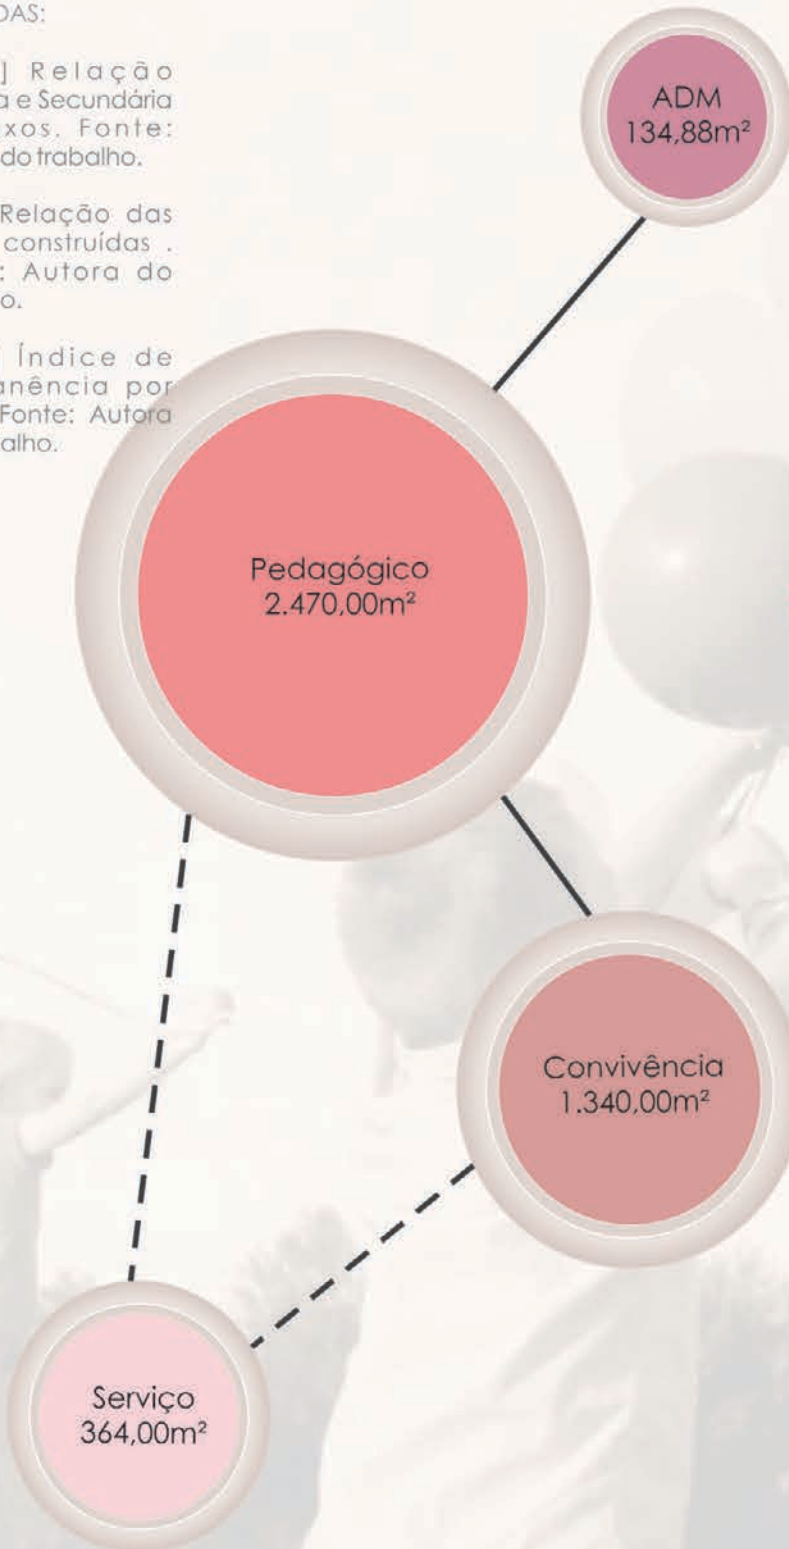 DAS:
] Relação
a e Secundária
xos. Fonte:
do trabalho.
Relação das
construídas .
: Autora do
o.
Índice de
anência por
Fonte: Autora
alho.
ADM
134,88m²
Pedagógico
2.470,00m²
Convivência
1.340,00m²
Serviço
364,00m²